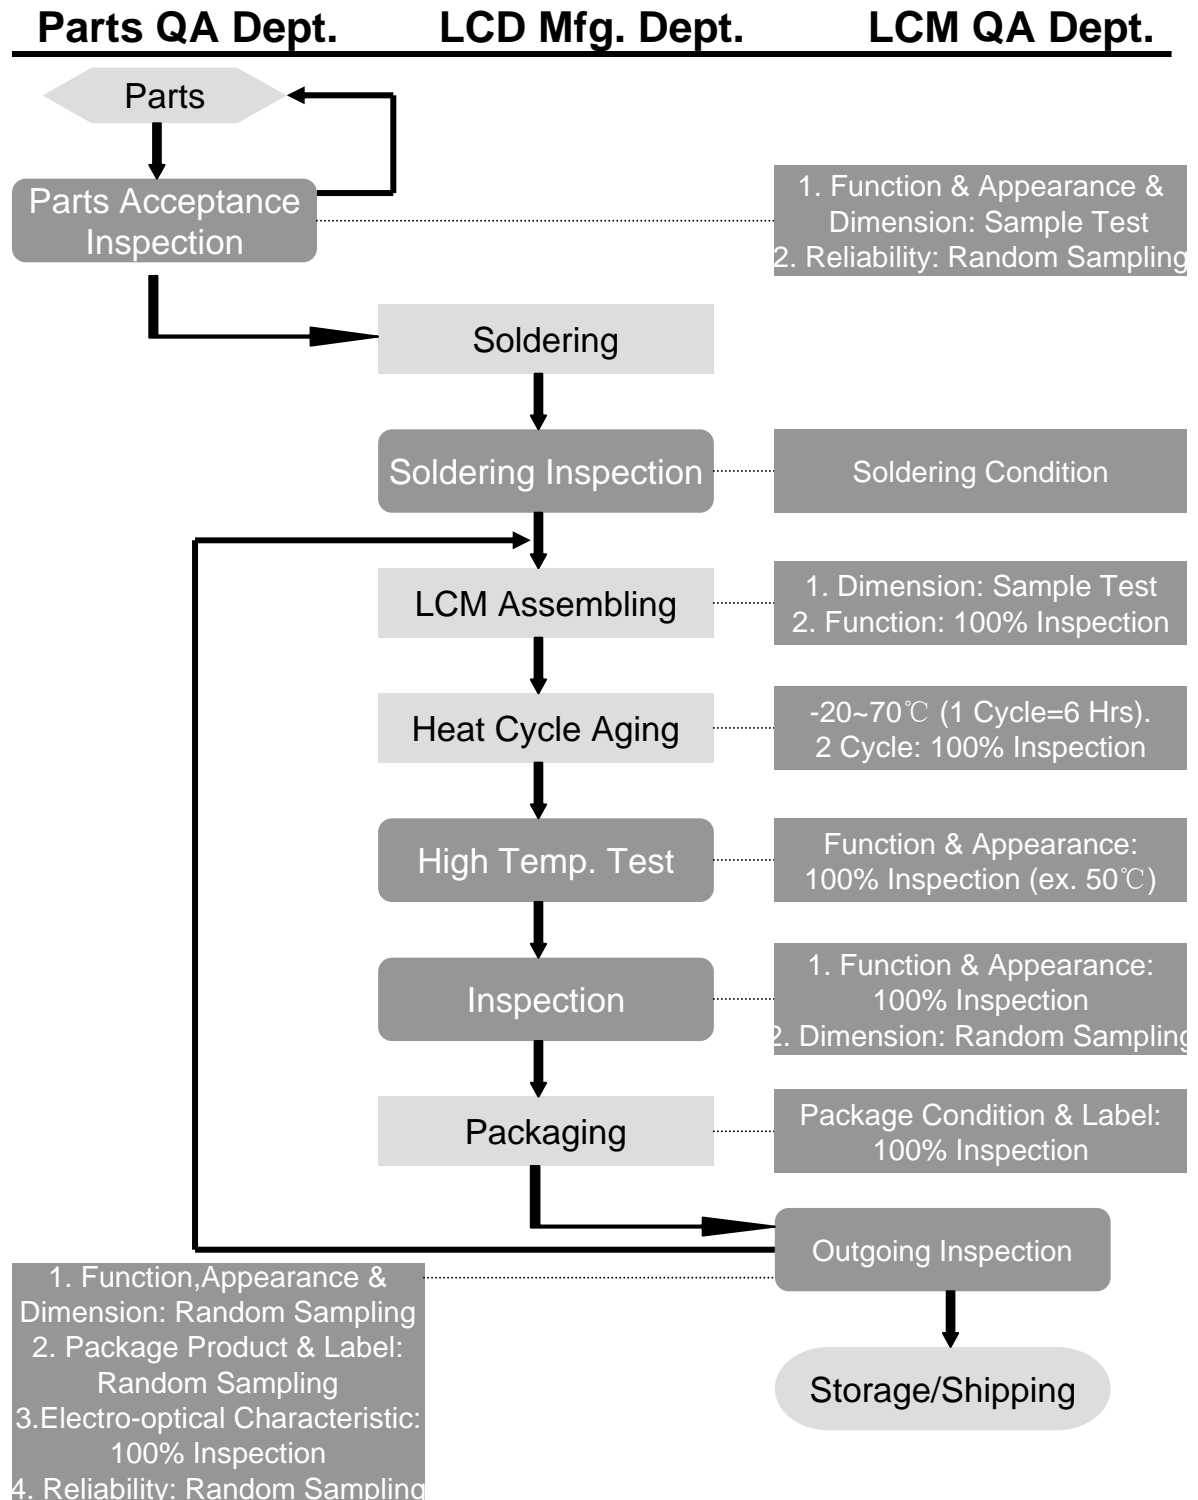 Parts QA Dept.
LCD Mfg. Dept.
LCM QA Dept.
Parts
Parts Acceptance
Inspection
1. Function & Appearance &
Dimension: Sample Test
2. Reliability: Random Sampling
Soldering
Soldering Inspection
Soldering Condition
LCM Assembling
1. Dimension: Sample Test
2. Function: 100% Inspection
Heat Cycle Aging
-20~70℃ (1 Cycle=6 Hrs).
2 Cycle: 100% Inspection
High Temp. Test
Function & Appearance:
100% Inspection (ex. 50℃)
Inspection
1. Function & Appearance:
100% Inspection
2. Dimension: Random Sampling
Packaging
Package Condition & Label:
100% Inspection
Outgoing Inspection
1. Function,Appearance &
Dimension: Random Sampling
2. Package Product & Label:
Random Sampling
3.Electro-optical Characteristic:
100% Inspection
4. Reliability: Random Sampling
Storage/Shipping